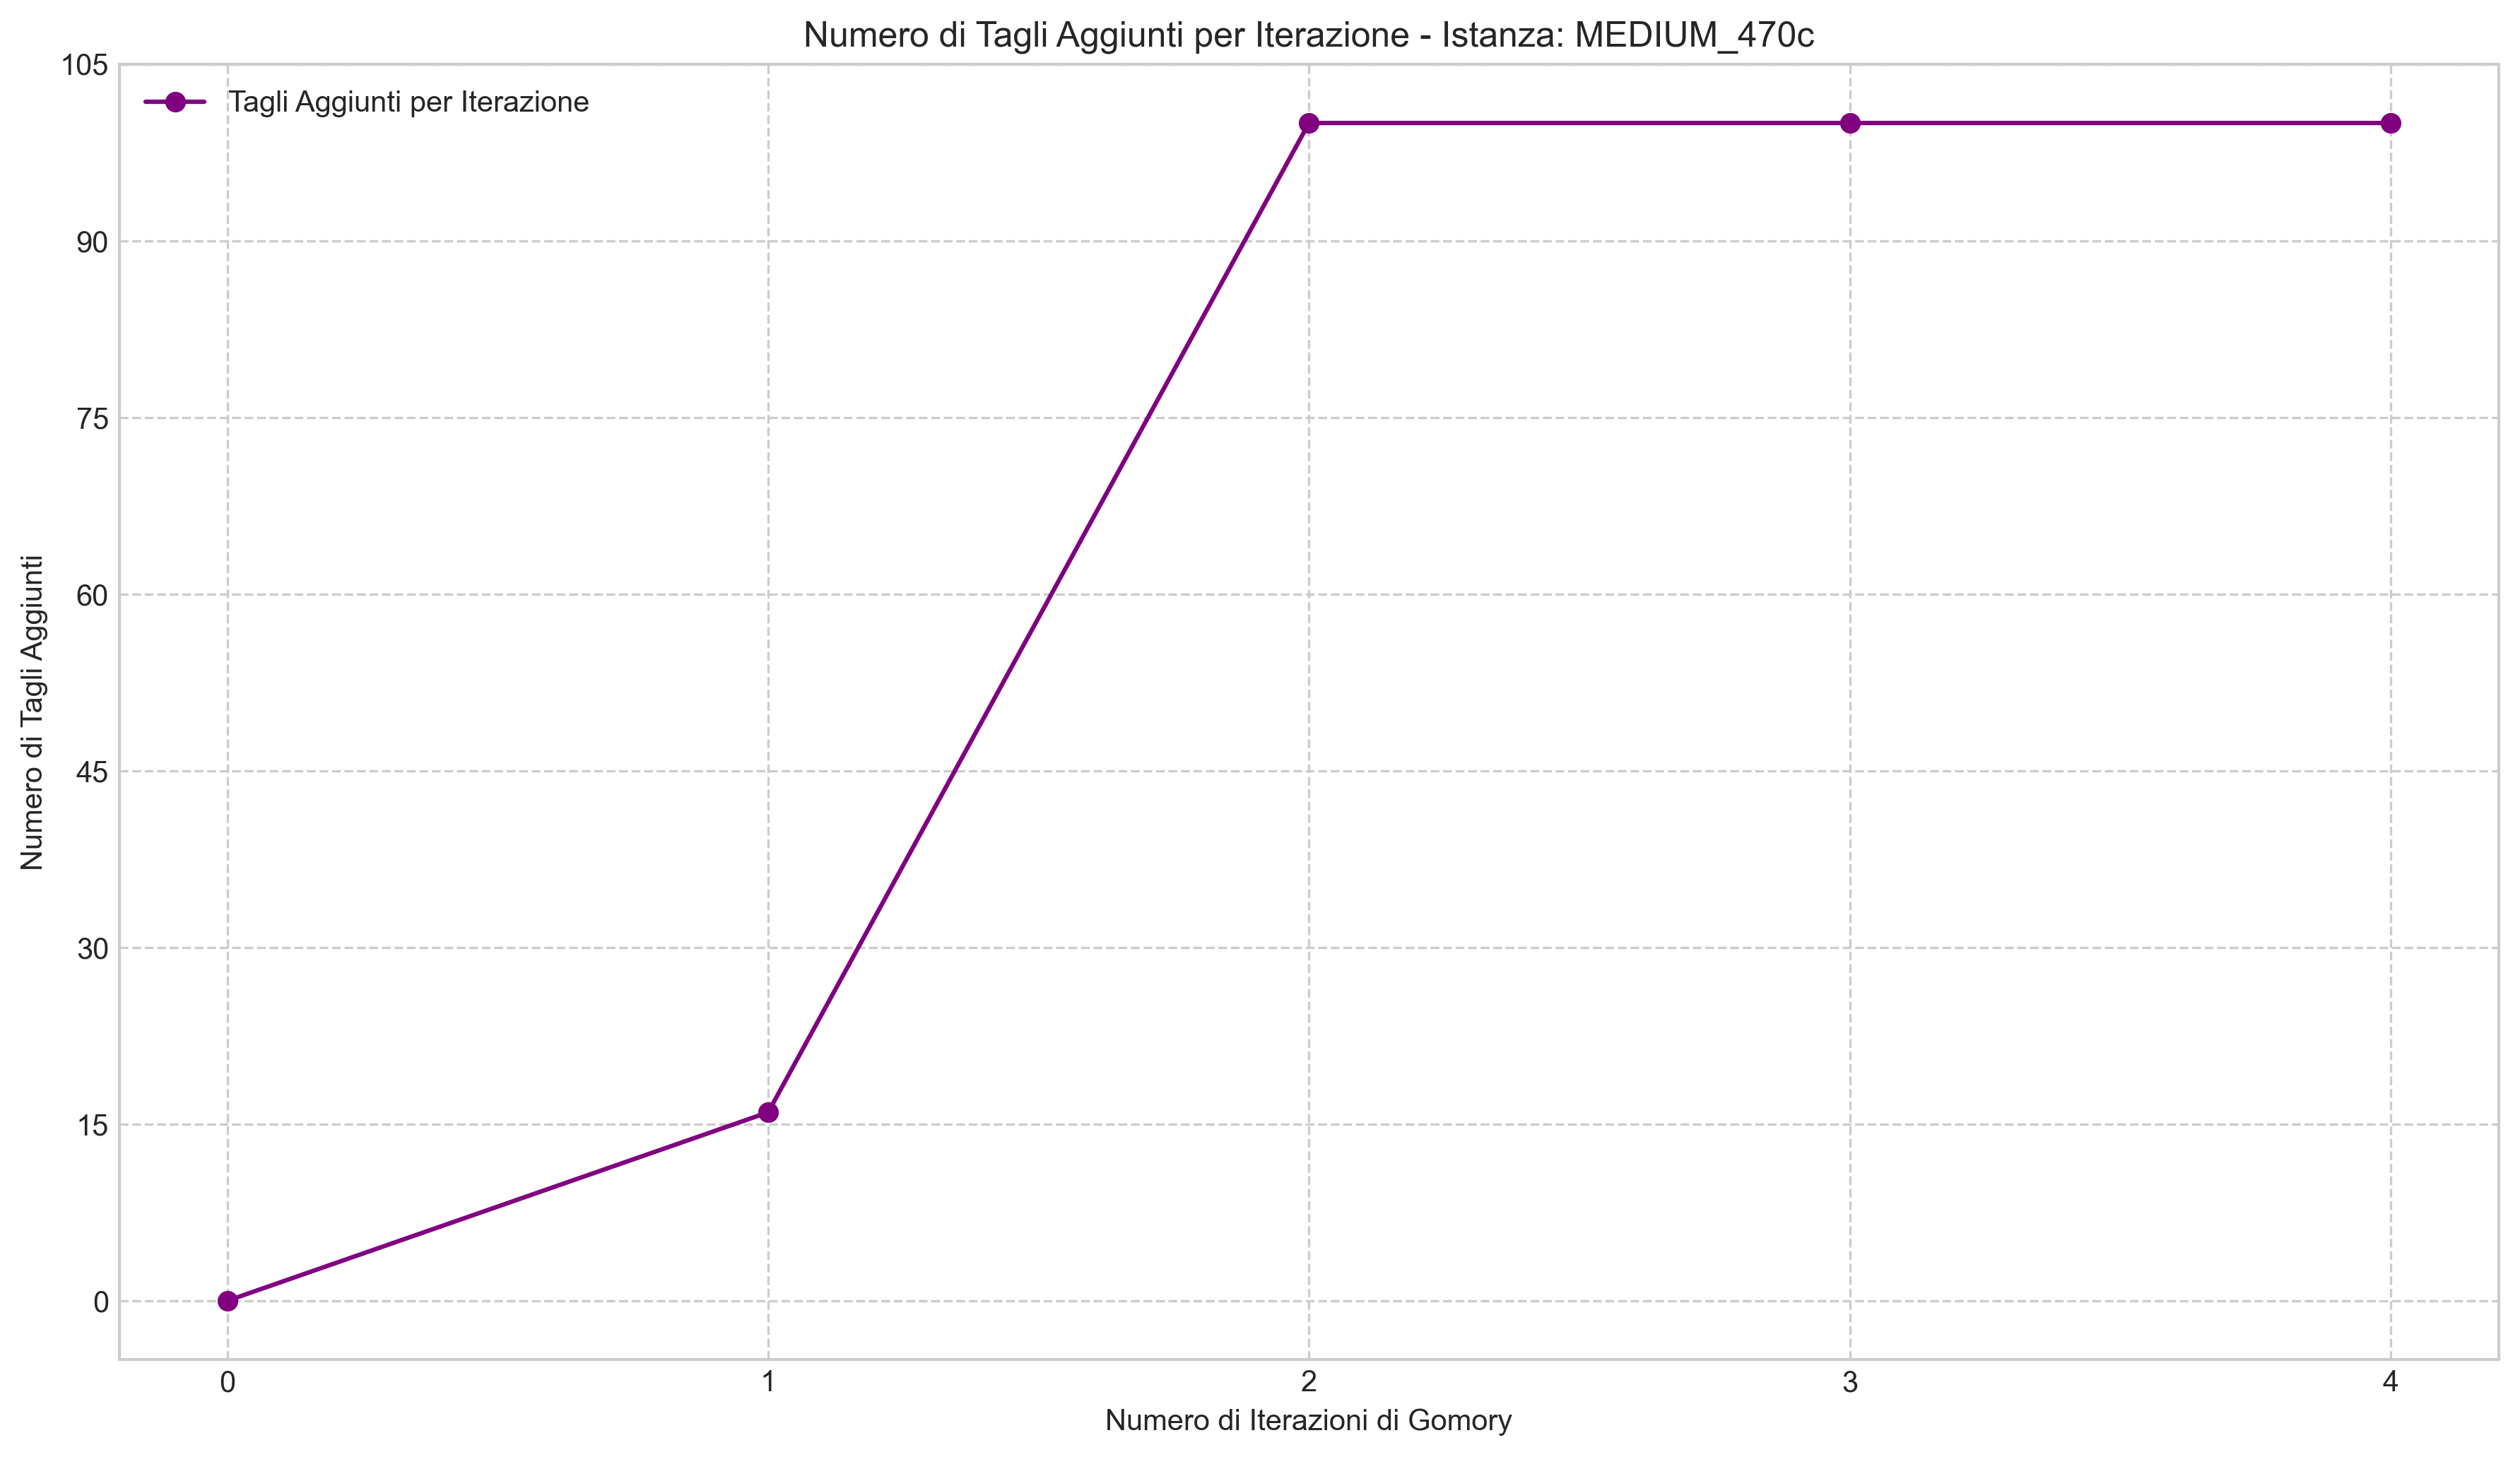 Numero di Tagli Aggiunti per Iterazione - Istanza: MEDIUM_470c
Tagli Aggiunti per Iterazione
Numero di Tagli Aggiunti
105
90
75
60
45
30
15
0
0 1 2 3 4
Numero di Iterazioni di Gomory